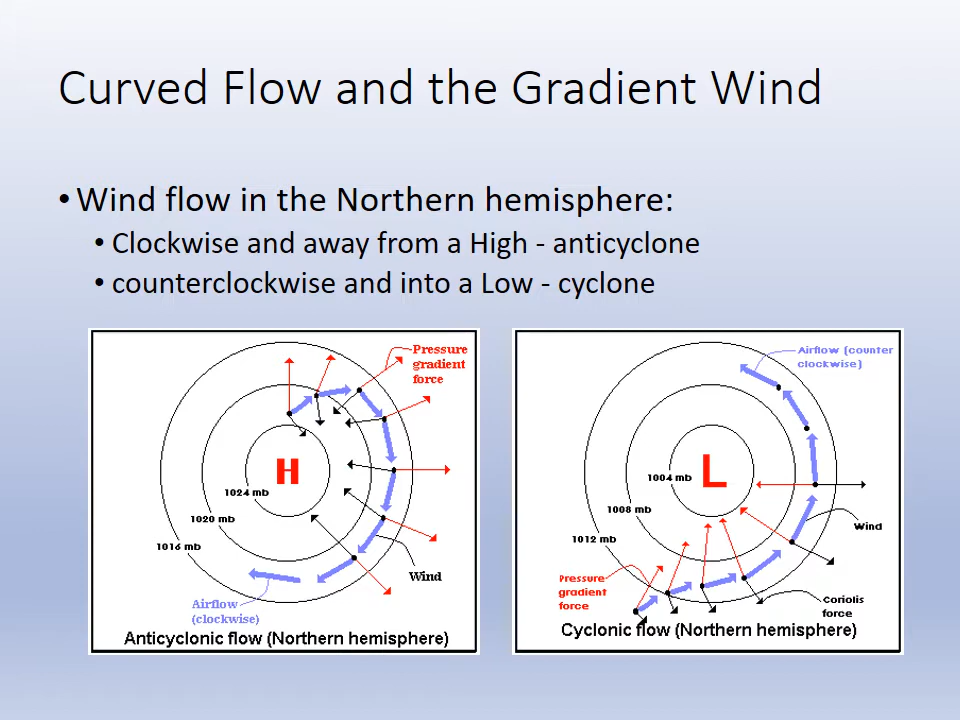 Curved Flow and the Gradient Wind
• Wind flow in the Northern hemisphere:
• Clockwise and away from a High - anticyclone
• counterclockwise and into a Low - cyclone
Pressure
gradient
force
H
1024 mb
1020 mb
1016 mb
Wind
Airflow
(clockwise)
Anticyclonic flow (Northern hemisphere)
Airflow (counter
clockwise)
L
1004 mb
1008 mb
1012 mb
Wind
Pressure
gradient
force
Coriolis
force
Cyclonic flow (Northern hemisphere)